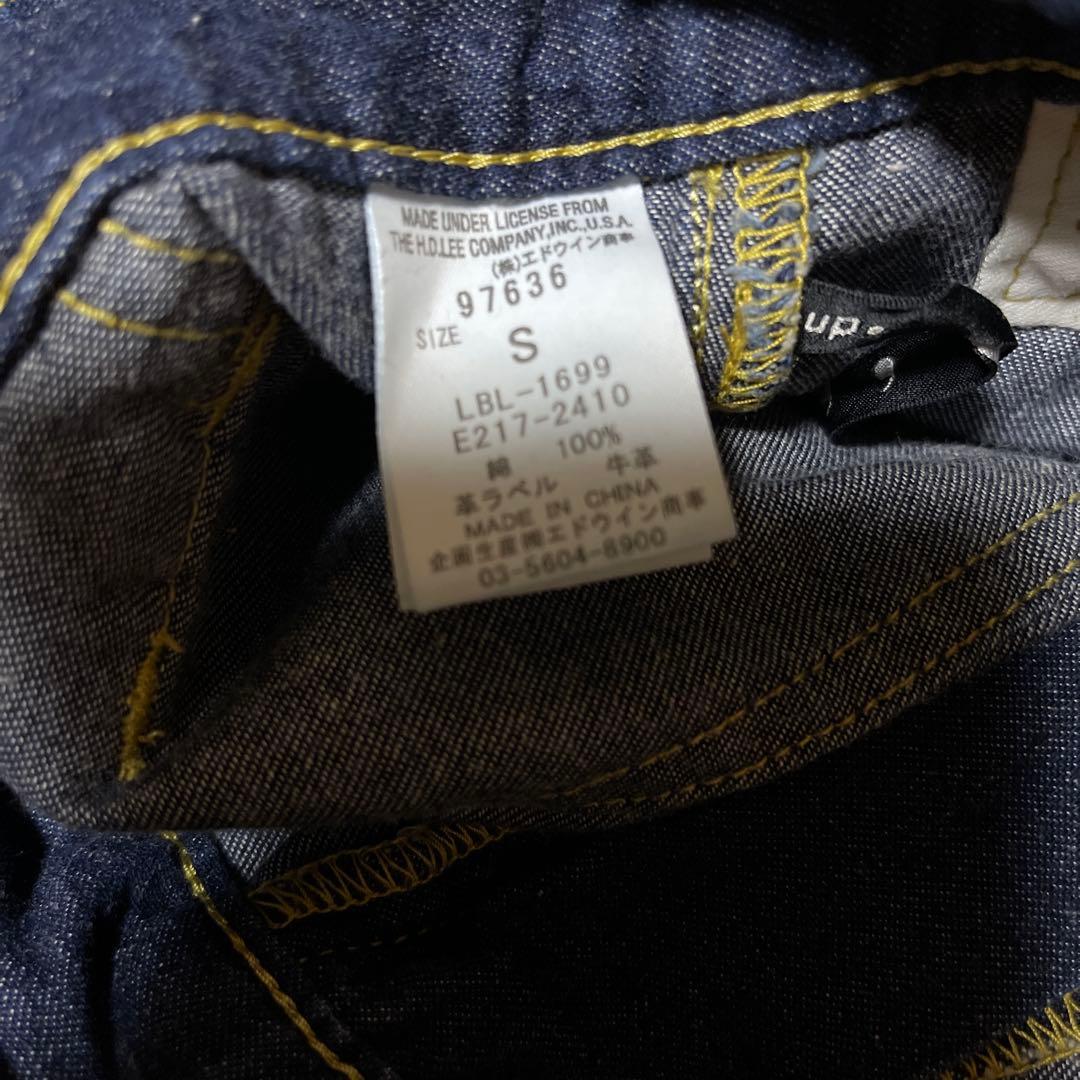 MADE UNDER LICENSE FROM
THE H.D.LEE COMPANY,INC.,U.S.A.
(株)エドウイン商事
97636
SIZE S
LBL-1699
E217-2410
綿 100%
革ラベル 牛革
MADE IN CHINA
企画生産㈱エドウイン商事
03-5604-8900